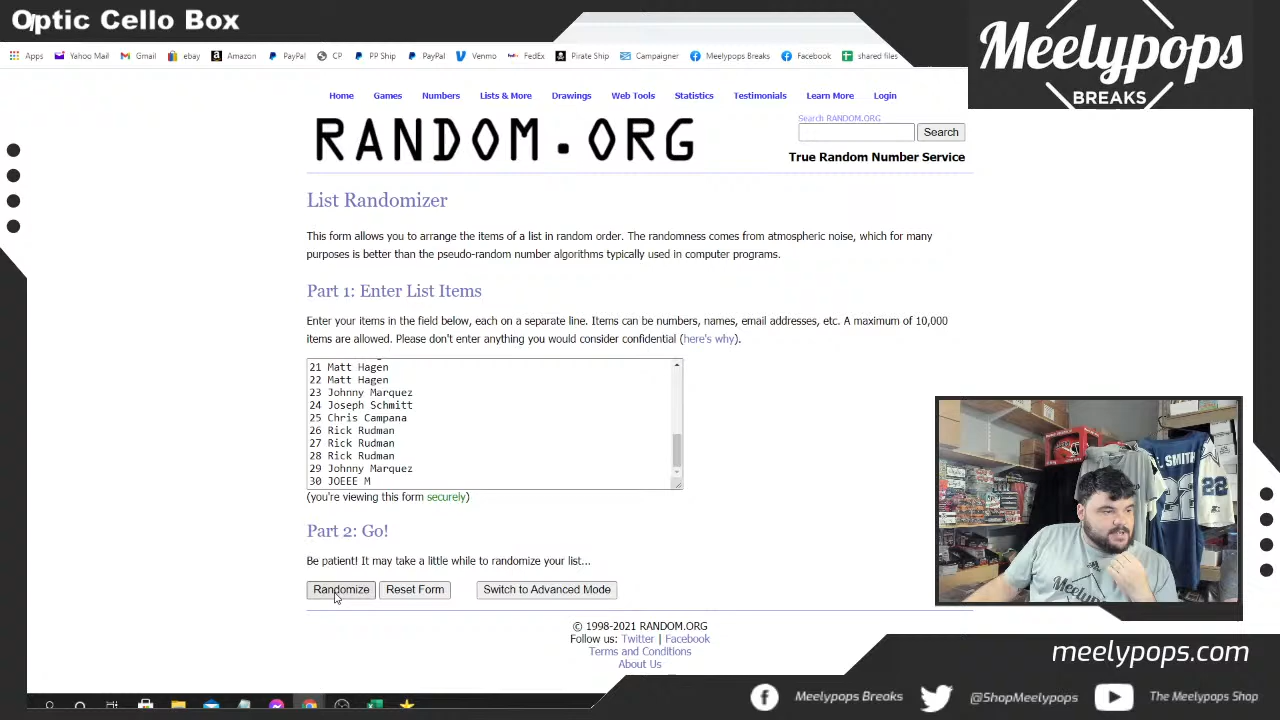 Optic Cello Box
Meelypops
BREAKS
Apps Yahoo Mail Gmail ebay Amazon PayPal CP PP Ship PayPal Venmo FedEx Pirate Ship Campaigner Meelypops Breaks Facebook shared files
Home Games Numbers Lists & More Drawings Web Tools Statistics Testimonials Learn More Login
RANDOM.ORG
Search RANDOM.ORG
Search
True Random Number Service
List Randomizer
This form allows you to arrange the items of a list in random order. The randomness comes from atmospheric noise, which for many
purposes is better than the pseudo-random number algorithms typically used in computer programs.
Part 1: Enter List Items
Enter your items in the field below, each on a separate line. Items can be numbers, names, email addresses, etc. A maximum of 10,000
items are allowed. Please don't enter anything you would consider confidential (here's why).
21 Matt Hagen
22 Matt Hagen
23 Johnny Marquez
24 Joseph Schmitt
25 Chris Campana
26 Rick Rudman
27 Rick Rudman
28 Rick Rudman
29 Johnny Marquez
30 JOEEE M
(you're viewing this form securely)
Part 2: Go!
Be patient! It may take a little while to randomize your list...
Randomize Reset Form Switch to Advanced Mode
© 1998-2021 RANDOM.ORG
Follow us: Twitter | Facebook
Terms and Conditions
About Us
SMITH
22
22
MEELYPOPS
meelypops.com
Meelypops Breaks @ShopMeelypops The Meelypops Shop